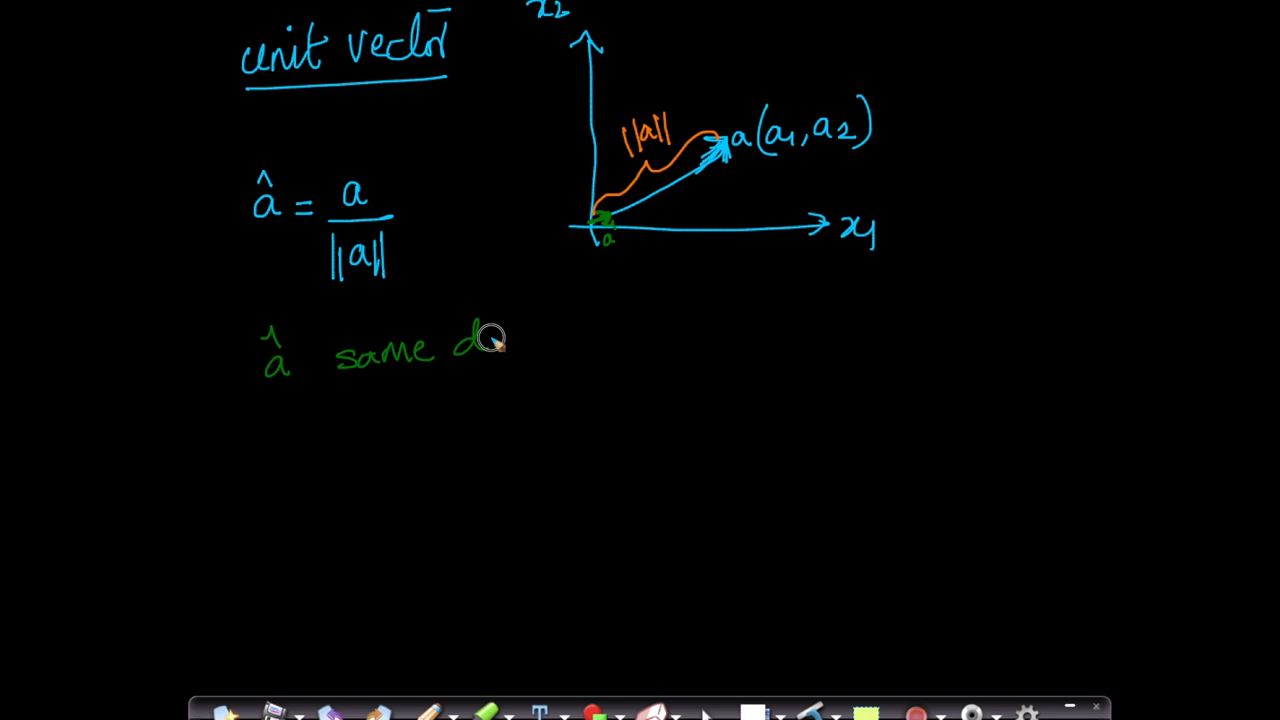 x2
unit vector
||a||
a(a1, a2)
â = a / ||a||
x1
a
â same d